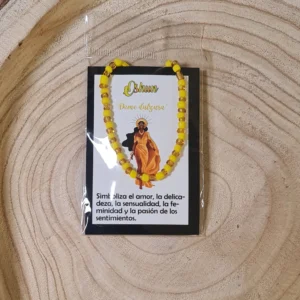 Oshun
Simboliza el amor, la delica-
deza, la sensualidad, la fe-
minidad y la pasión de los
sentimientos.